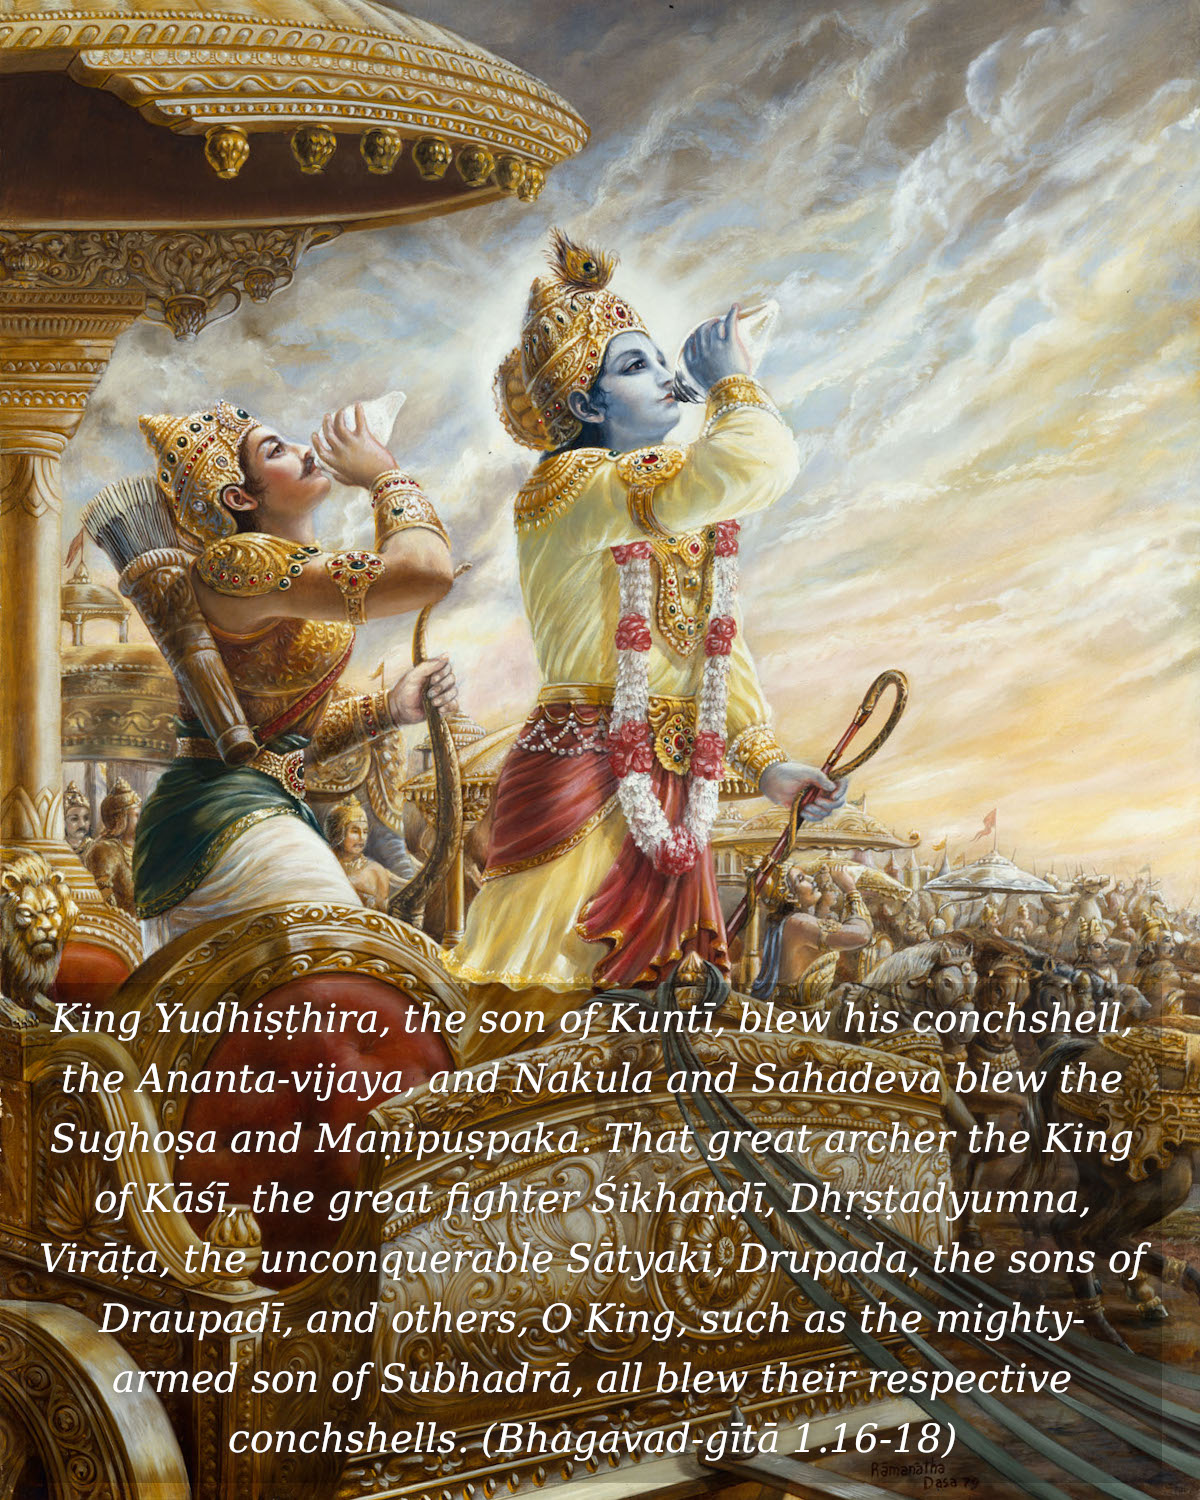 King Yudhiṣṭhira, the son of Kuntī, blew his conchshell,
the Ananta-vijaya, and Nakula and Sahadeva blew the
Sughoṣa and Maṇipuṣpaka. That great archer the King
of Kāśī, the great fighter Śikhaṇḍī, Dhṛṣṭadyumna,
Virāṭa, the unconquerable Sātyaki, Drupada, the sons of
Draupadī, and others, O King, such as the mighty-
armed son of Subhadrā, all blew their respective
conchshells. (Bhagavad-gītā 1.16-18)
Rāmanātha
Dasa 79